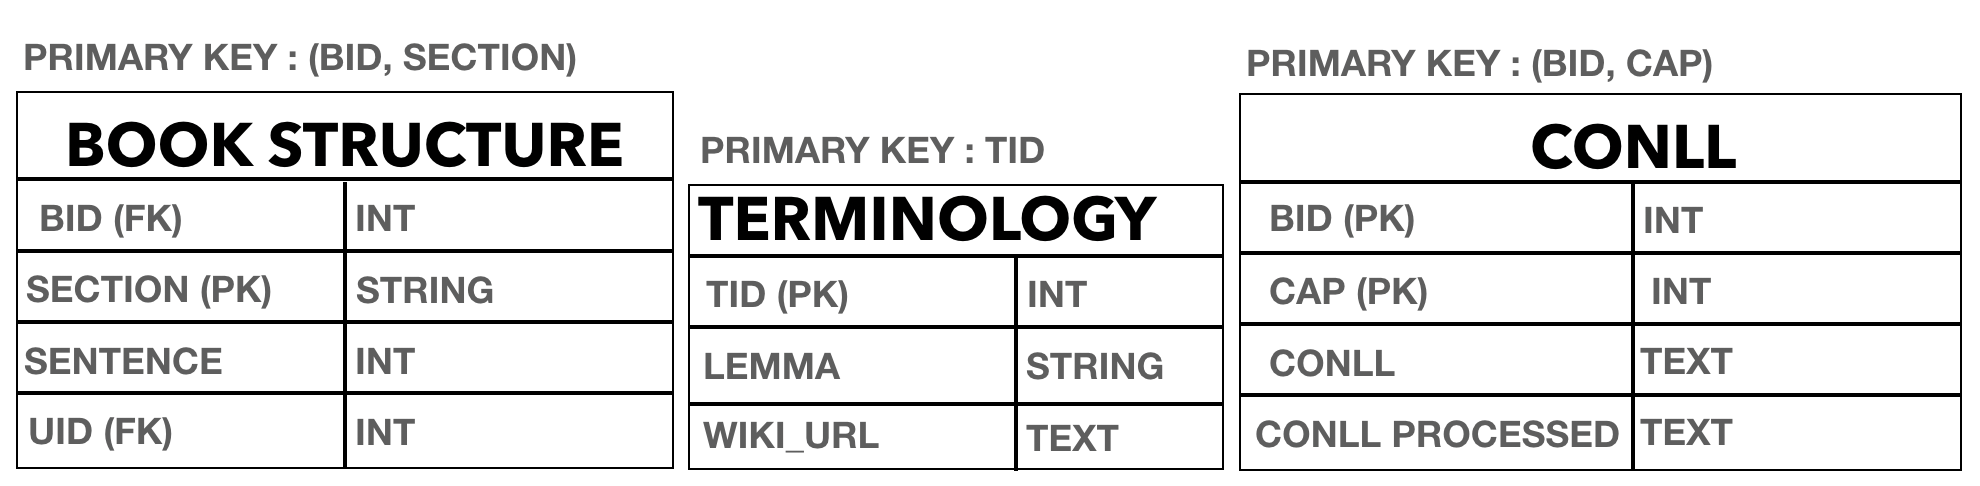 PRIMARY KEY : (BID, SECTION)
BOOK STRUCTURE
BID (FK) INT
SECTION (PK) STRING
SENTENCE INT
UID (FK) INT
PRIMARY KEY : TID
TERMINOLOGY
TID (PK) INT
LEMMA STRING
WIKI_URL TEXT
PRIMARY KEY : (BID, CAP)
CONLL
BID (PK) INT
CAP (PK) INT
CONLL TEXT
CONLL PROCESSED TEXT